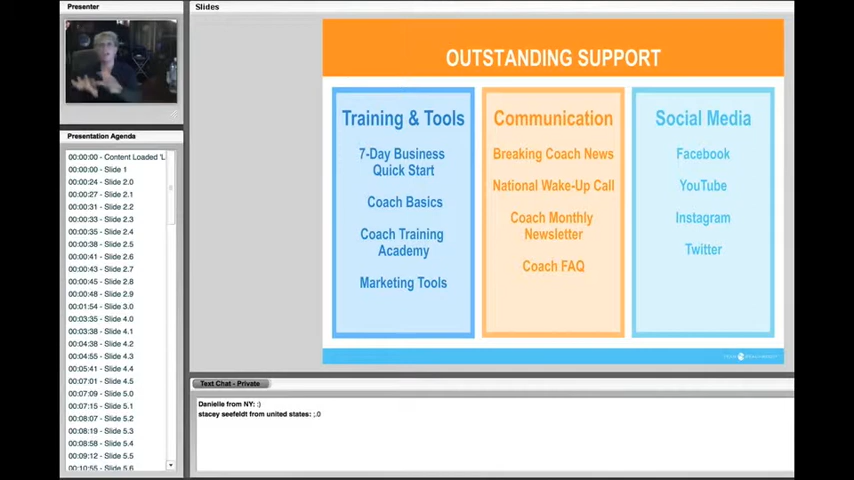 Presenter
Presentation Agenda
00:00:00 - Content Loaded 'L
00:00:00 - Slide 1
00:00:24 - Slide 2.0
00:00:27 - Slide 2.1
00:00:31 - Slide 2.2
00:00:33 - Slide 2.3
00:00:35 - Slide 2.4
00:00:38 - Slide 2.5
00:00:41 - Slide 2.6
00:00:43 - Slide 2.7
00:00:45 - Slide 2.8
00:00:48 - Slide 2.9
00:01:54 - Slide 3.0
00:03:35 - Slide 4.0
00:03:38 - Slide 4.1
00:04:38 - Slide 4.2
00:04:55 - Slide 4.3
00:05:41 - Slide 4.4
00:07:01 - Slide 4.5
00:07:09 - Slide 5.0
00:07:15 - Slide 5.1
00:08:07 - Slide 5.2
00:08:19 - Slide 5.3
00:08:58 - Slide 5.4
00:09:12 - Slide 5.5
00:10:55 - Slide 5.6
Slides
OUTSTANDING SUPPORT
Training & Tools
7-Day Business
Quick Start
Coach Basics
Coach Training
Academy
Marketing Tools
Communication
Breaking Coach News
National Wake-Up Call
Coach Monthly
Newsletter
Coach FAQ
Social Media
Facebook
YouTube
Instagram
Twitter
Text Chat - Private
Danielle from NY: :)
stacey seefeldt from united states: ;.0